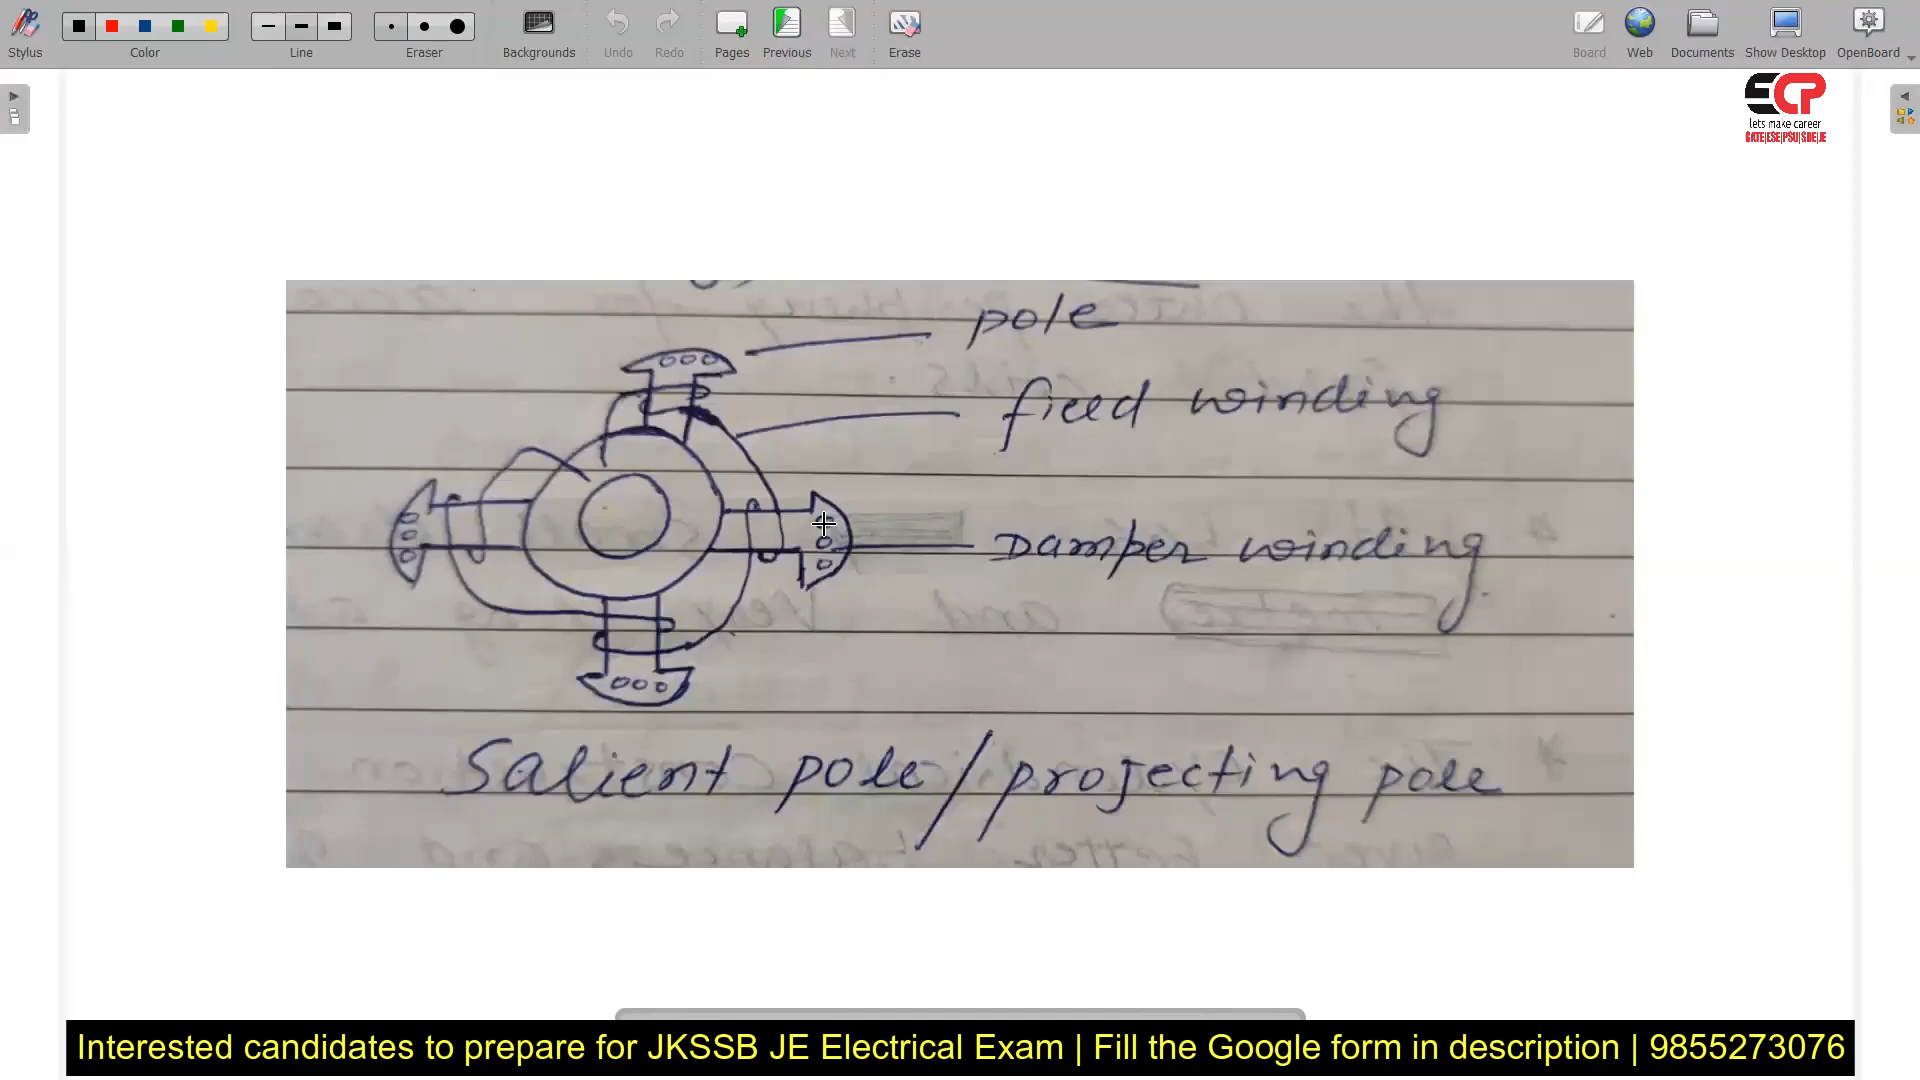 Stylus
Color
Line
Eraser
Backgrounds
Undo
Redo
Pages
Previous
Next
Erase
Board
Web
Documents
Show Desktop
OpenBoard
ECP
lets make career
GATE|ESE|PSU|SDE|JE
pole
field winding
Damper winding
Salient pole/projecting pole
Interested candidates to prepare for JKSSB JE Electrical Exam | Fill the Google form in description | 9855273076